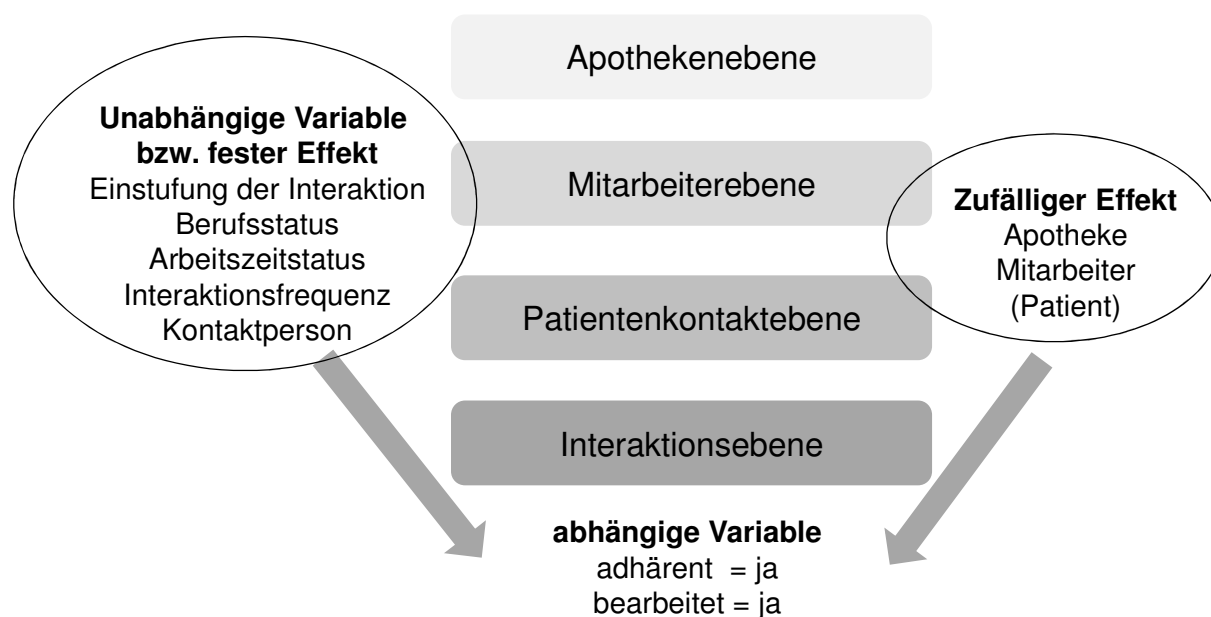 Apothekenebene
Unabhängige Variable
bzw. fester Effekt
Einstufung der Interaktion
Berufsstatus
Arbeitszeitstatus
Interaktionsfrequenz
Kontaktperson
Mitarbeiterebene
Patientenkontaktebene
Interaktionsebene
Zufälliger Effekt
Apotheke
Mitarbeiter
(Patient)
abhängige Variable
adhärent = ja
bearbeitet = ja